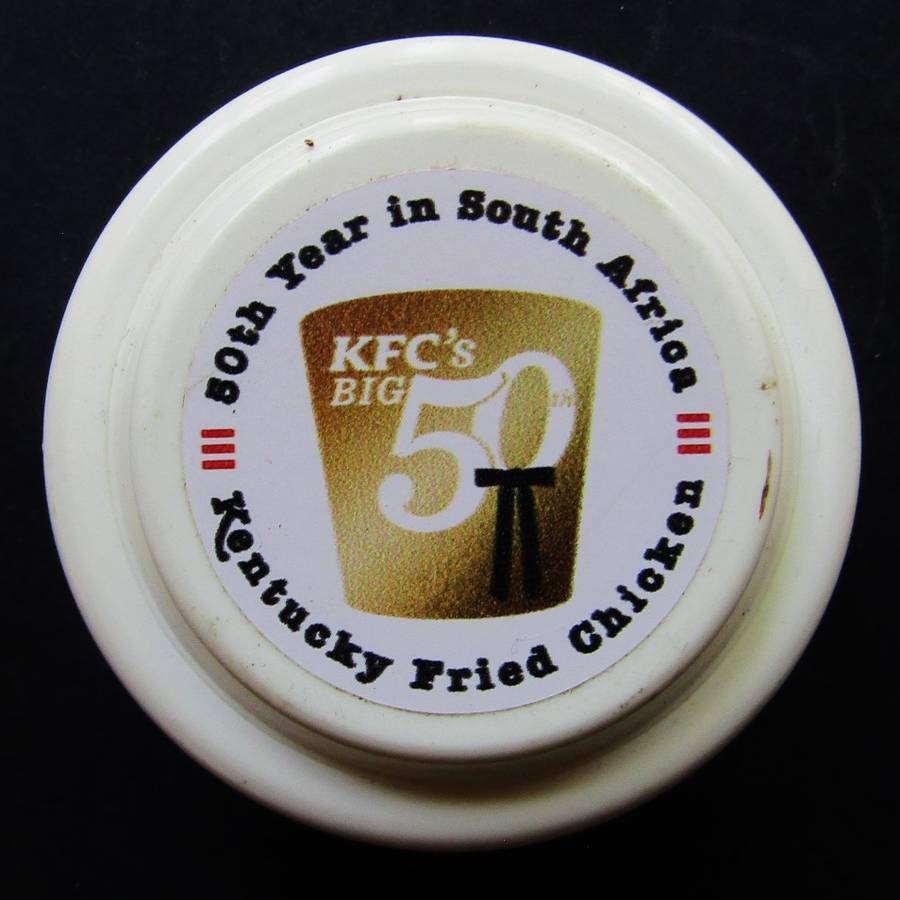 50th Year in South Africa
KFC's
BIG
50th
Kentucky Fried Chicken